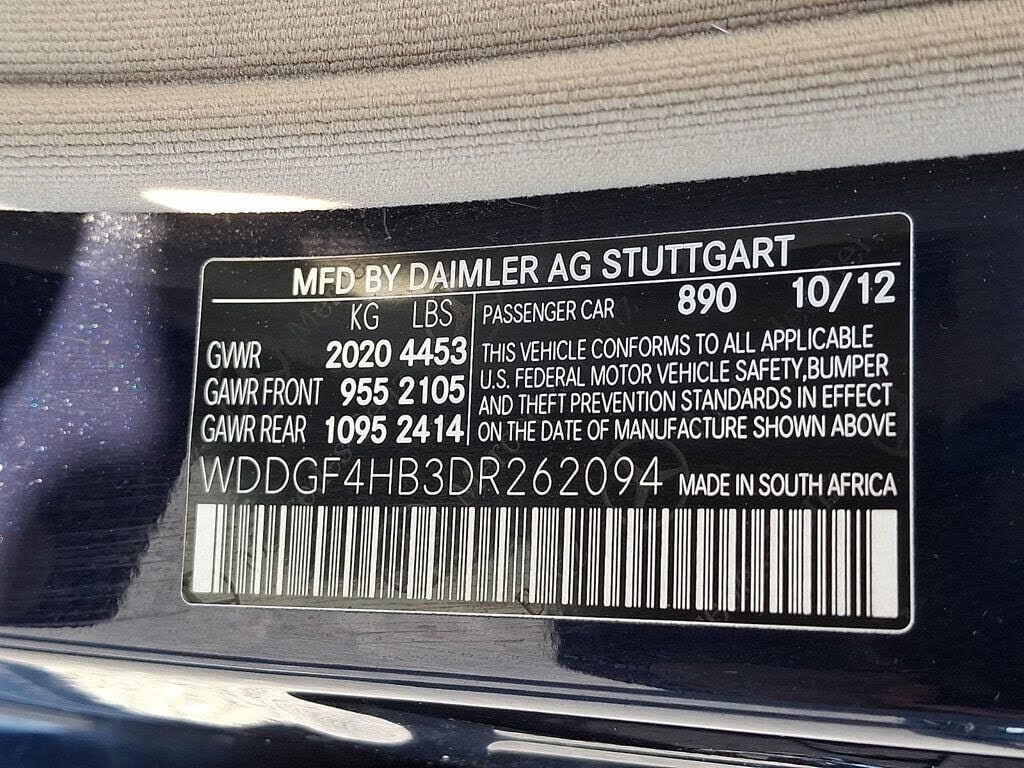 MFD BY DAIMLER AG STUTTGART
KG LBS
GVWR 2020 4453
GAWR FRONT 955 2105
GAWR REAR 1095 2414
PASSENGER CAR 890 10/12
THIS VEHICLE CONFORMS TO ALL APPLICABLE
U.S. FEDERAL MOTOR VEHICLE SAFETY,BUMPER
AND THEFT PREVENTION STANDARDS IN EFFECT
ON THE DATE OF MANUFACTURE SHOWN ABOVE
WDDGF4HB3DR262094 MADE IN SOUTH AFRICA